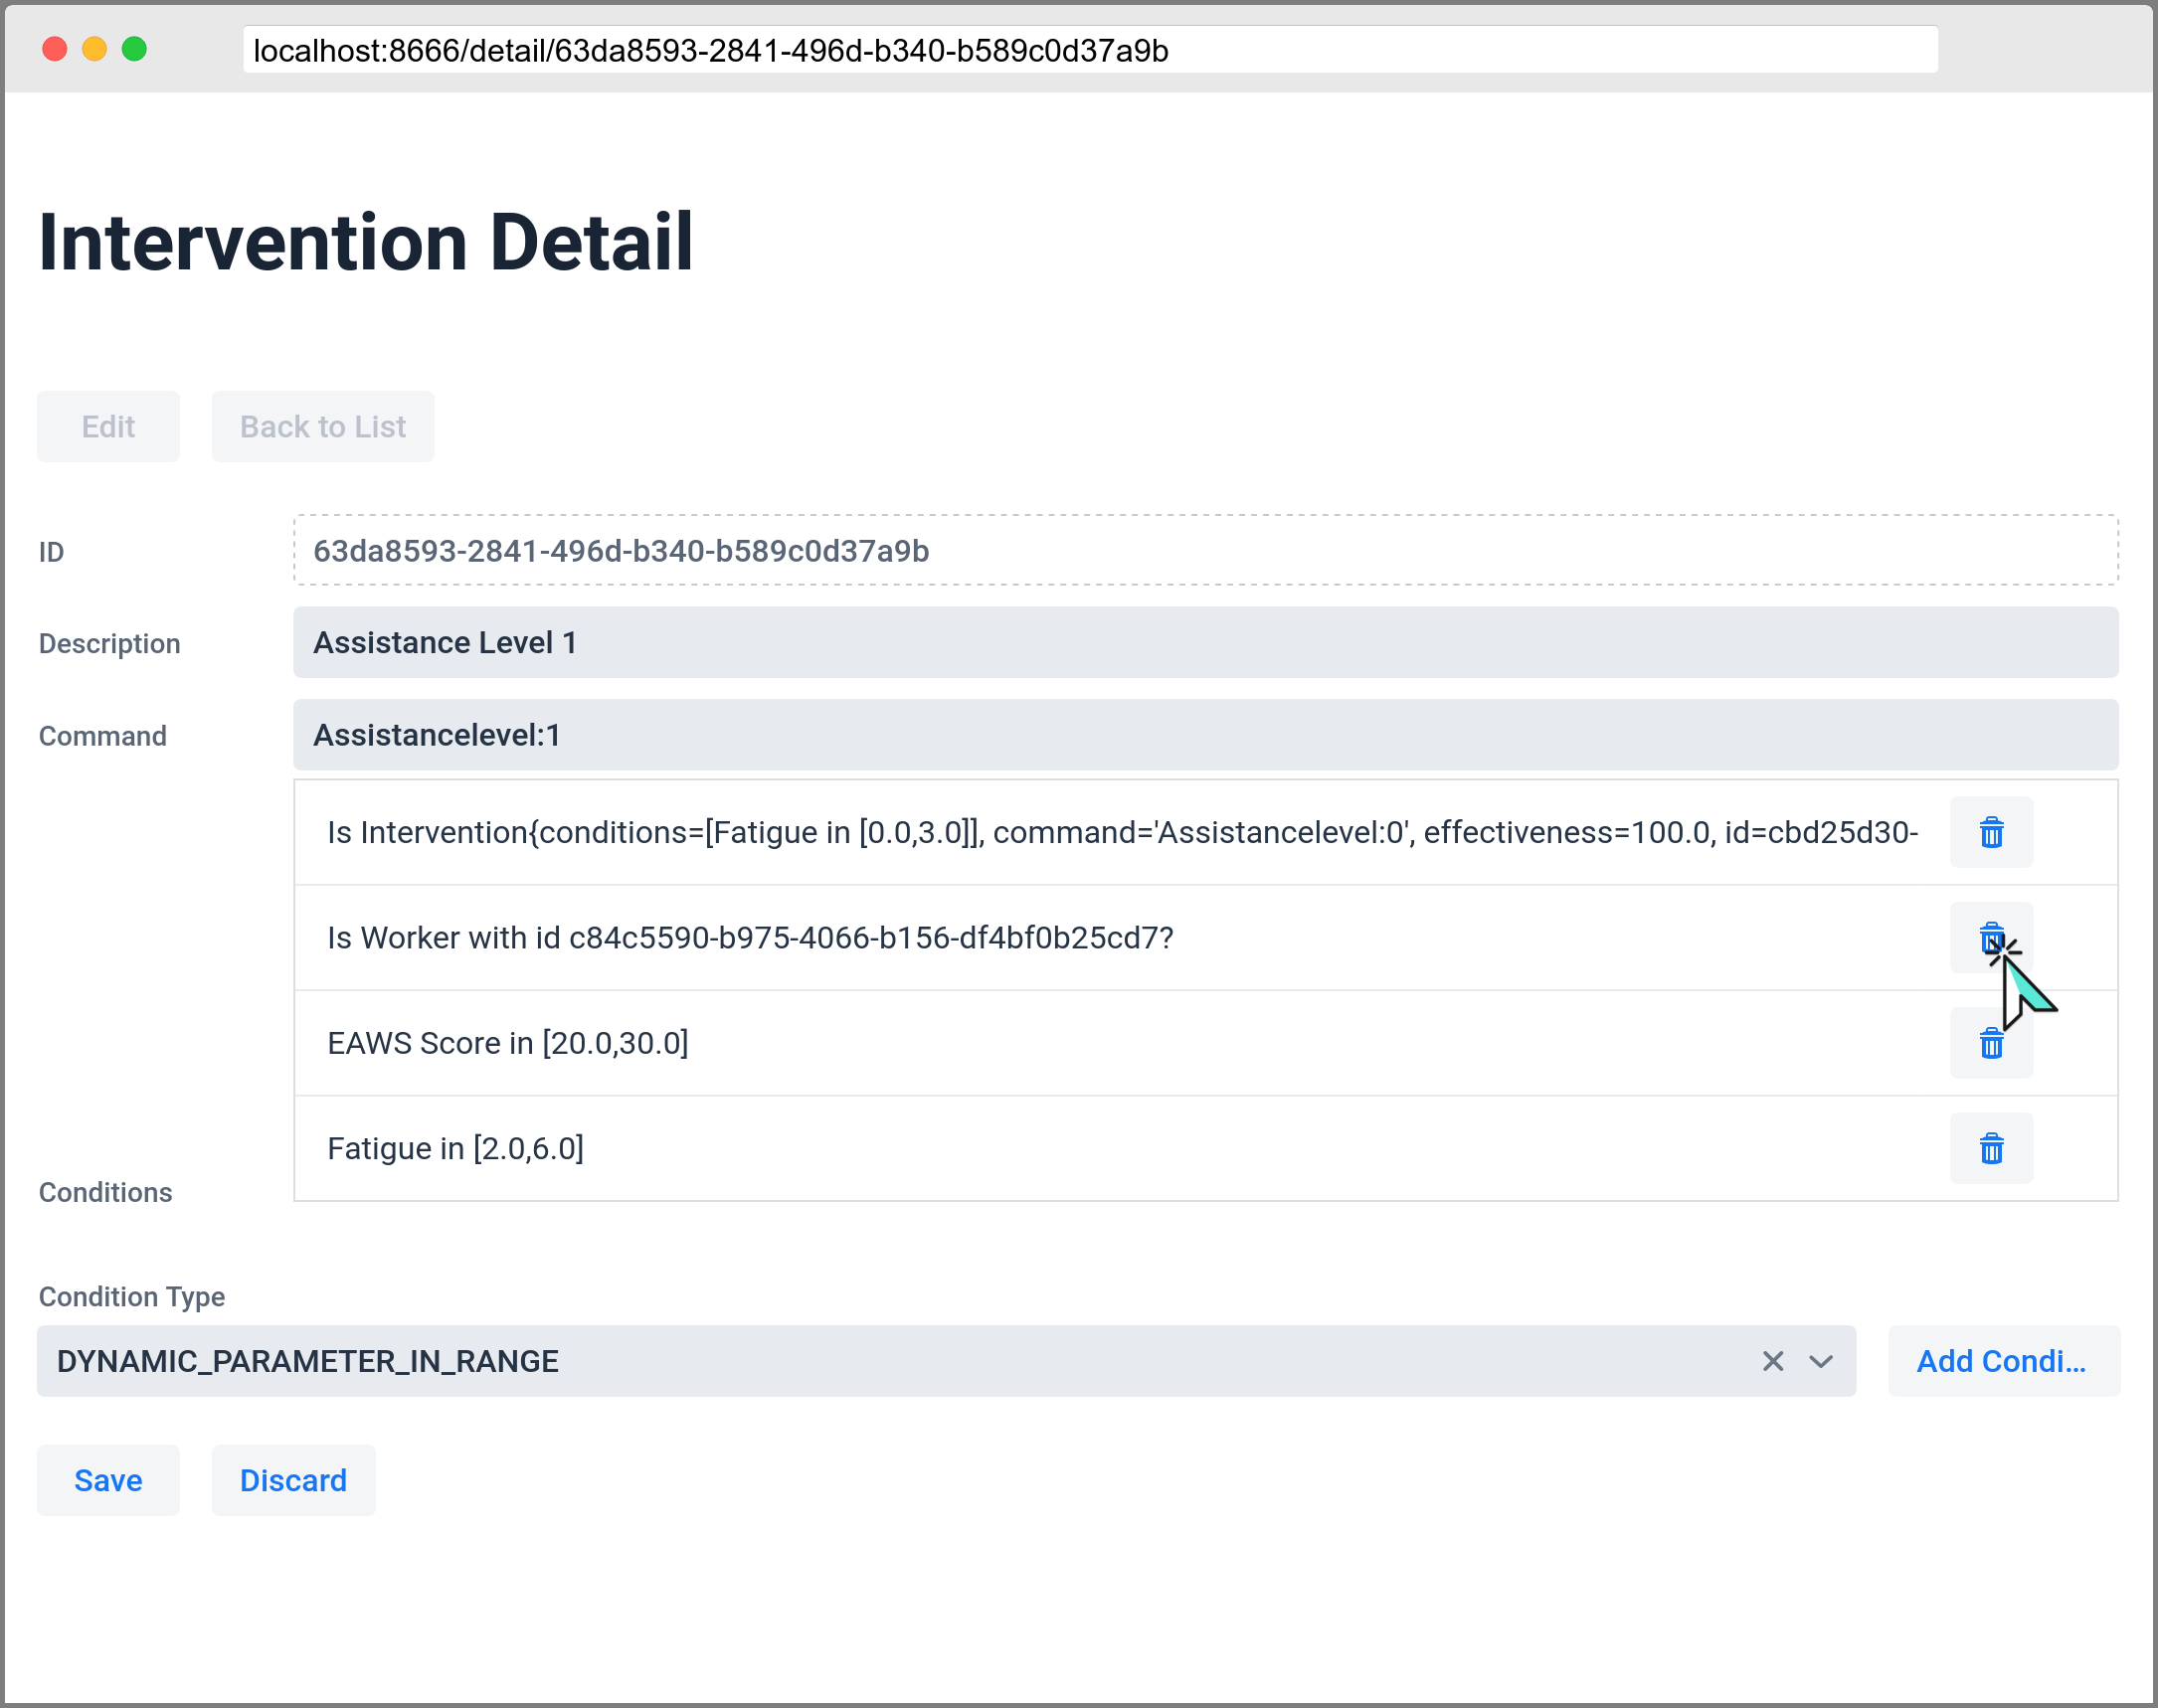 localhost:8666/detail/63da8593-2841-496d-b340-b589c0d37a9b
Intervention Detail
Edit
Back to List
ID
63da8593-2841-496d-b340-b589c0d37a9b
Description
Assistance Level 1
Command
Assistancelevel:1
Is Intervention{conditions=[Fatigue in [0.0,3.0]], command='Assistancelevel:0', effectiveness=100.0, id=cbd25d30-
Is Worker with id c84c5590-b975-4066-b156-df4bf0b25cd7?
EAWS Score in [20.0,30.0]
Fatigue in [2.0,6.0]
Conditions
Condition Type
DYNAMIC_PARAMETER_IN_RANGE
Add Condi...
Save
Discard